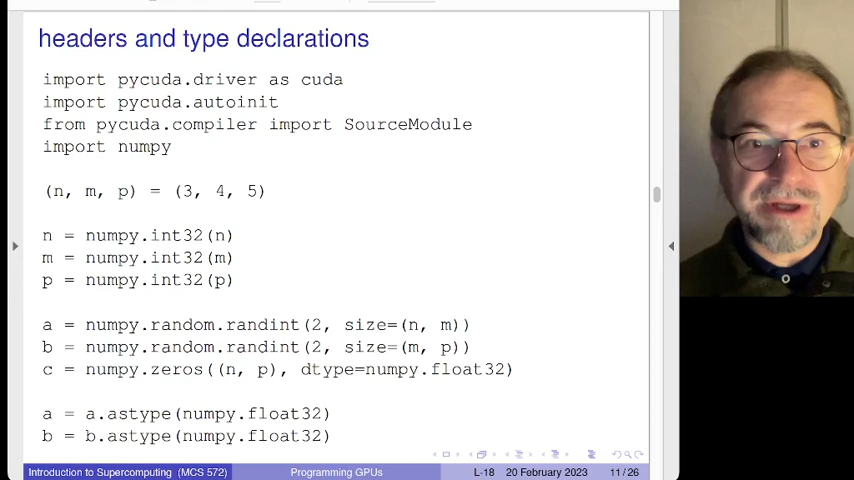 headers and type declarations
import pycuda.driver as cuda
import pycuda.autoinit
from pycuda.compiler import SourceModule
import numpy
(n, m, p) = (3, 4, 5)
n = numpy.int32(n)
m = numpy.int32(m)
p = numpy.int32(p)
a = numpy.random.randint(2, size=(n, m))
b = numpy.random.randint(2, size=(m, p))
c = numpy.zeros((n, p), dtype=numpy.float32)
a = a.astype(numpy.float32)
b = b.astype(numpy.float32)
Introduction to Supercomputing (MCS 572) Programming GPUs L-18 20 February 2023 11 / 26